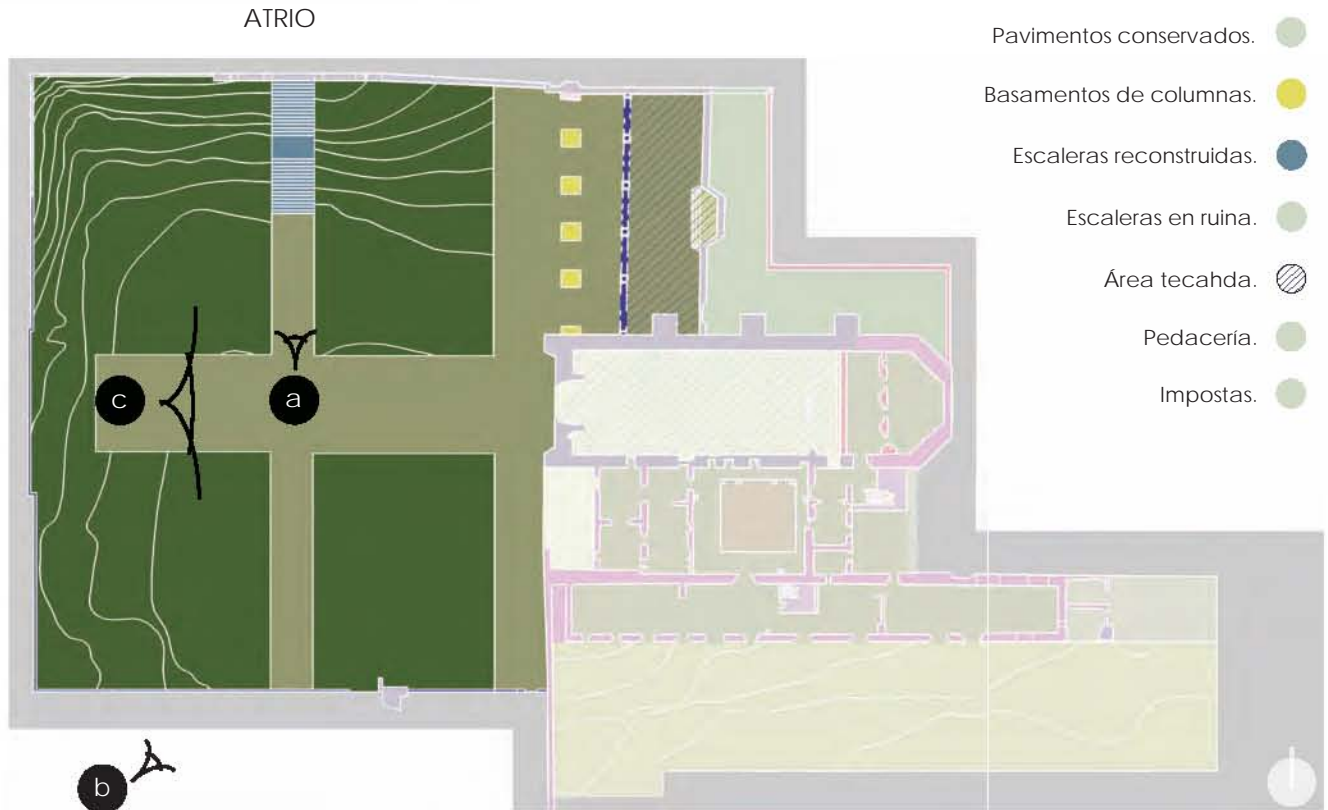 ATRIO
Pavimentos conservados.
Basamentos de columnas.
Escaleras reconstruidas.
Escaleras en ruina.
Área tecahda.
Pedacería.
Impostas.
c
a
b